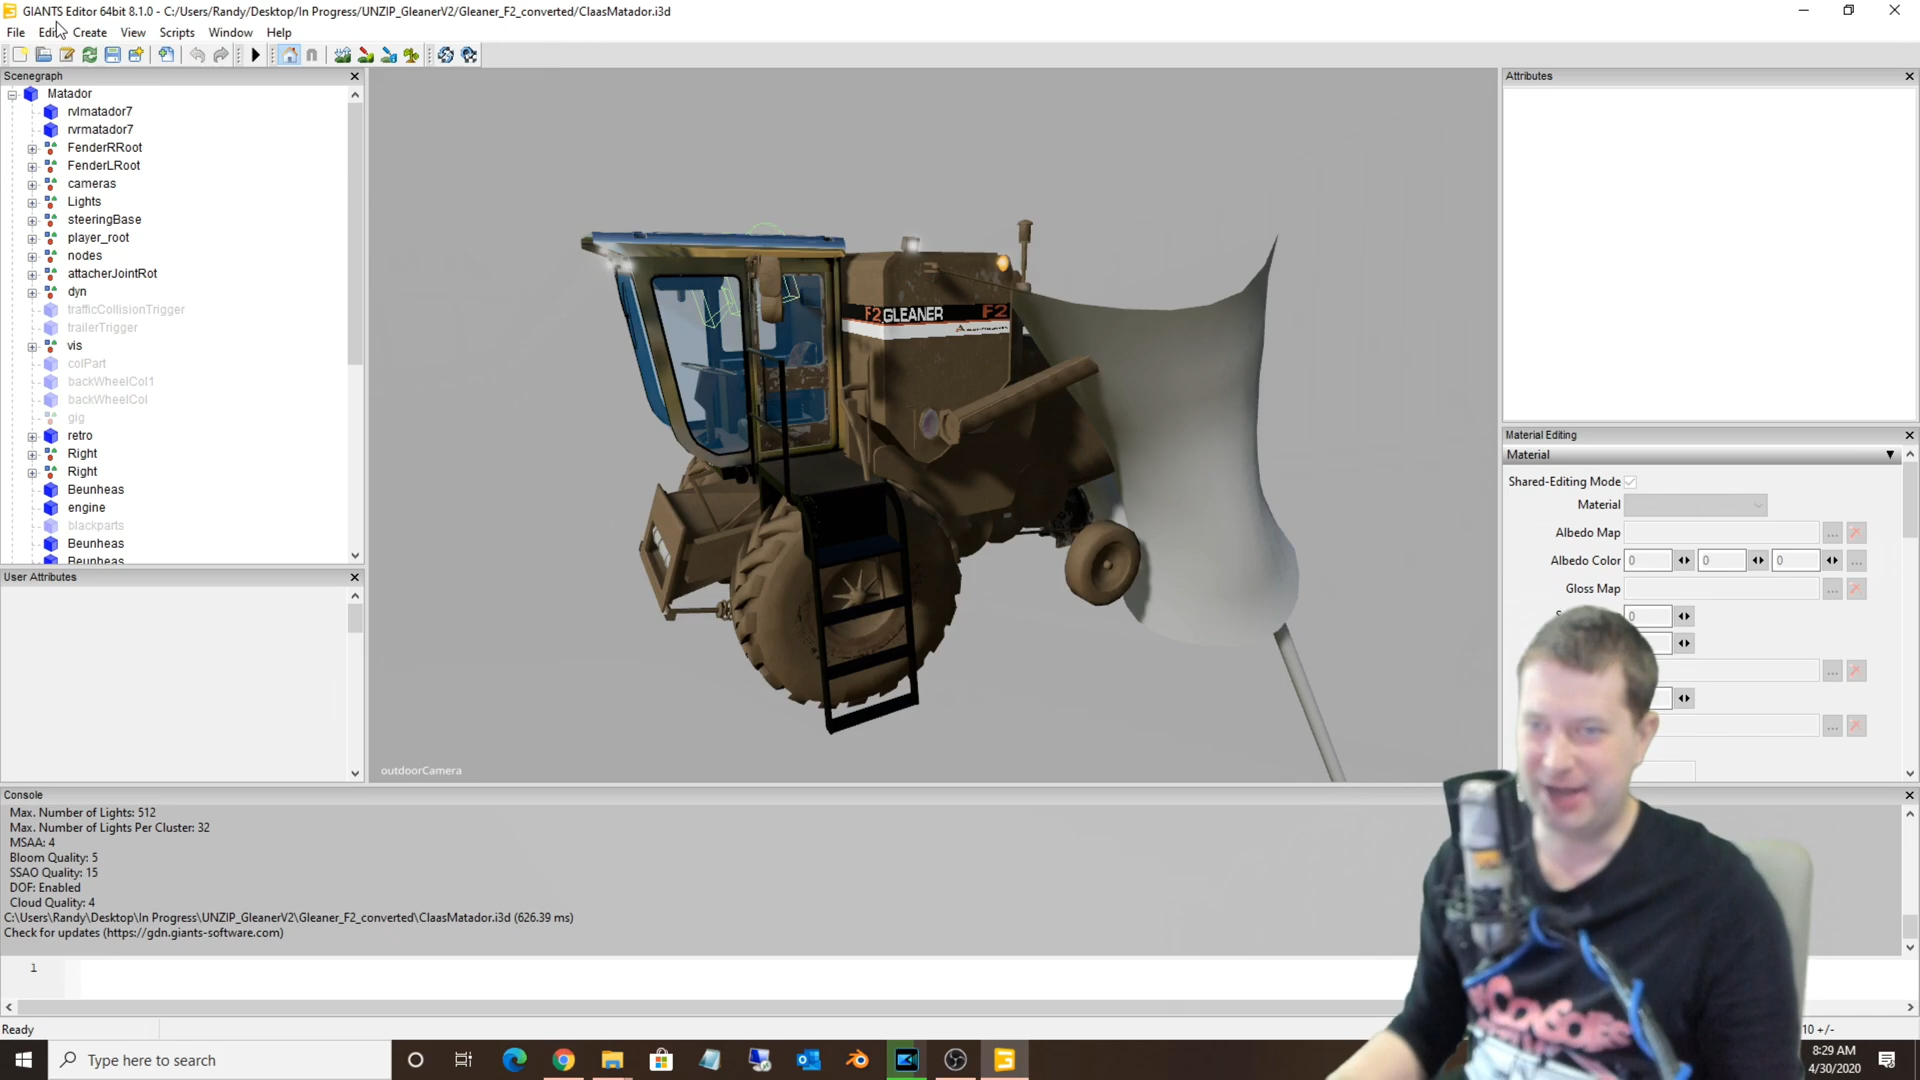 GIANTS Editor 64bit 8.1.0 - C:/Users/Randy/Desktop/In Progress/UNZIP_GleanerV2/Gleaner_F2_converted/ClaasMatador.i3d
File Edit Create View Scripts Window Help
Scenegraph
Matador
rvlmatador7
rvrmatador7
FenderRRoot
FenderLRoot
cameras
Lights
steeringBase
player_root
nodes
attacherJointRot
dyn
trafficCollisionTrigger
trailerTrigger
vis
colPart
backWheelCol1
backWheelCol
gig
retro
Right
Right
Beunheas
engine
blackparts
Beunheas
Beunheas
User Attributes
F2 GLEANER F2
outdoorCamera
Attributes
Material Editing
Material
Shared-Editing Mode
Material
Albedo Map
Albedo Color 0 0 0
Gloss Map
0
Console
Max. Number of Lights: 512
Max. Number of Lights Per Cluster: 32
MSAA: 4
Bloom Quality: 5
SSAO Quality: 15
DOF: Enabled
Cloud Quality: 4
C:\Users\Randy\Desktop\In Progress\UNZIP_GleanerV2\Gleaner_F2_converted\ClaasMatador.i3d (626.39 ms)
Check for updates (https://gdn.giants-software.com)
1
Ready
10 +/-
Type here to search
8:29 AM
4/30/2020